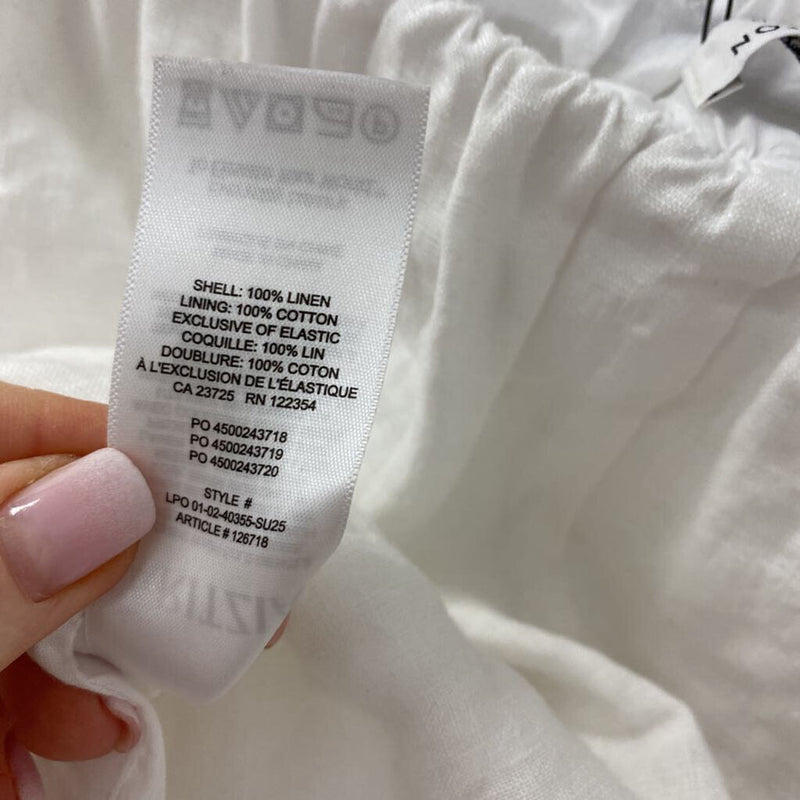 SHELL: 100% LINEN
LINING: 100% COTTON
EXCLUSIVE OF ELASTIC
COQUILLE: 100% LIN
DOUBLURE: 100% COTON
À L'EXCLUSION DE L'ÉLASTIQUE
CA 23725 RN 122354
PO 4500243718
PO 4500243719
PO 4500243720
STYLE #
LPO 01-02-40355-SU25
ARTICLE # 126718